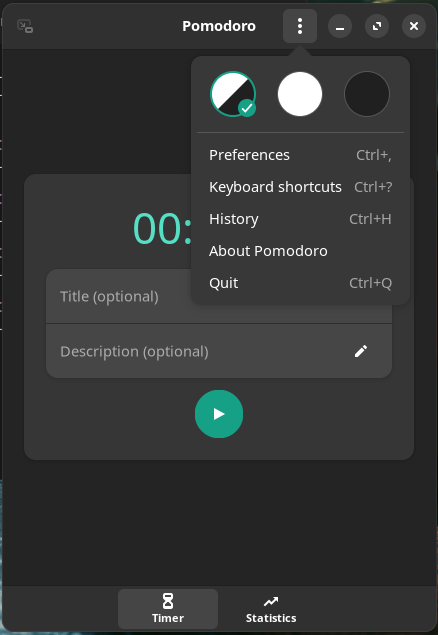 Pomodoro
Preferences Ctrl+,
Keyboard shortcuts Ctrl+?
History Ctrl+H
About Pomodoro
Quit Ctrl+Q
00:
Title (optional)
Description (optional)
Timer
Statistics